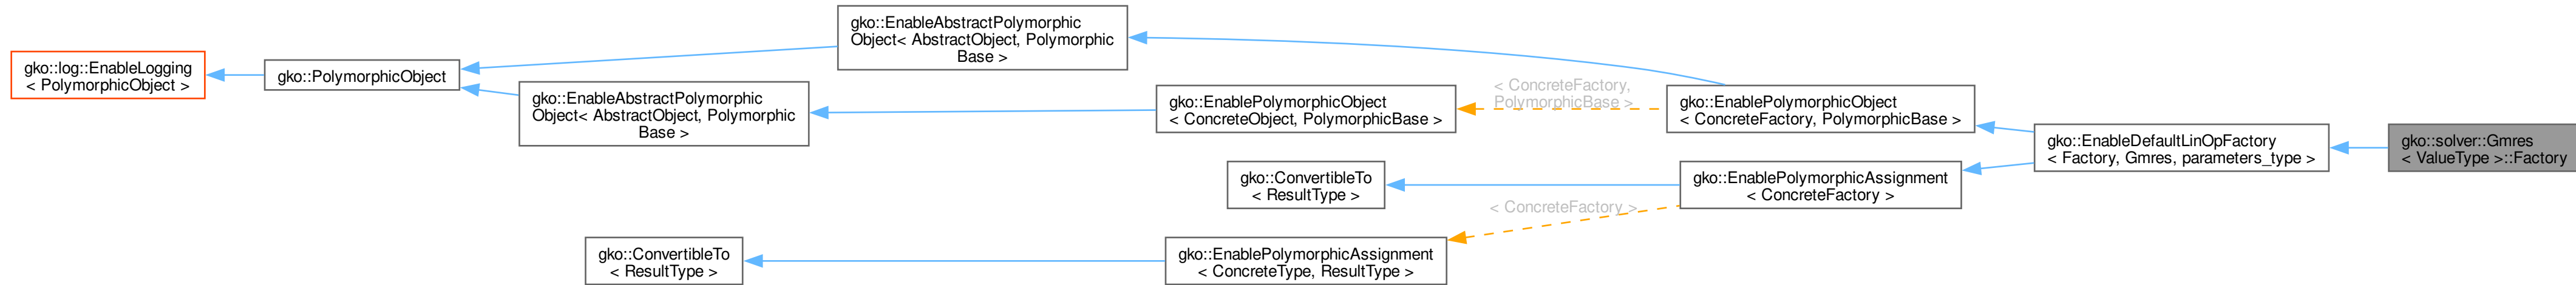 gko::log::EnableLogging
< PolymorphicObject >
gko::PolymorphicObject
gko::EnableAbstractPolymorphic
Object< AbstractObject, Polymorphic
Base >
gko::EnableAbstractPolymorphic
Object< AbstractObject, Polymorphic
Base >
gko::EnablePolymorphicObject
< ConcreteObject, PolymorphicBase >
< ConcreteFactory,
PolymorphicBase >
gko::EnablePolymorphicObject
< ConcreteFactory, PolymorphicBase >
gko::ConvertibleTo
< ResultType >
gko::EnablePolymorphicAssignment
< ConcreteFactory >
< ConcreteFactory >
gko::ConvertibleTo
< ResultType >
gko::EnablePolymorphicAssignment
< ConcreteType, ResultType >
gko::EnableDefaultLinOpFactory
< Factory, Gmres, parameters_type >
gko::solver::Gmres
< ValueType >::Factory